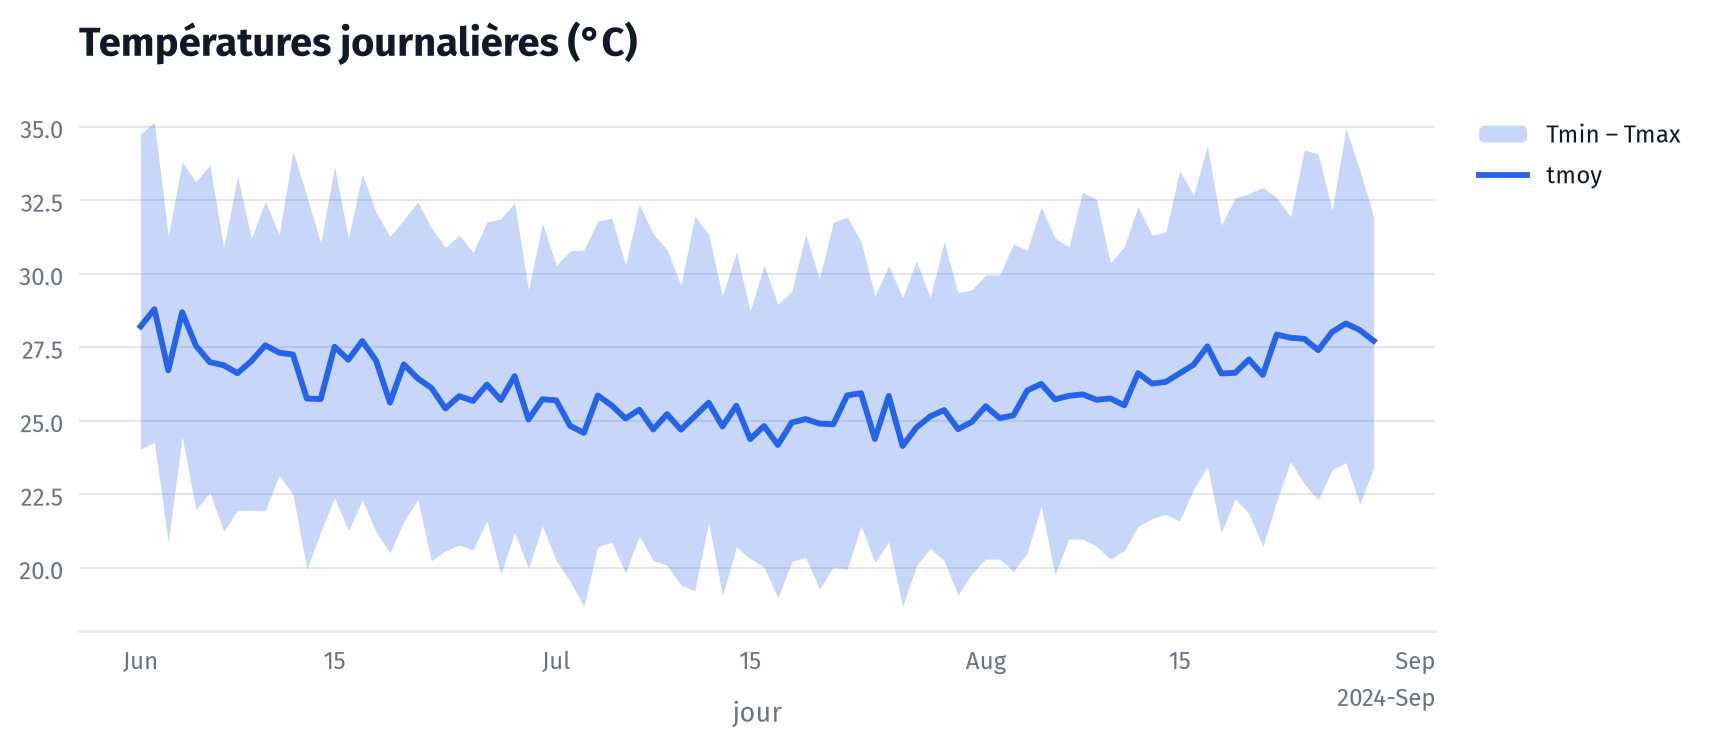 Températures journalières (°C)
35.0
32.5
30.0
27.5
25.0
22.5
20.0
Jun 15 Jul 15 Aug 15 Sep
2024-Sep
jour
Tmin – Tmax
tmoy